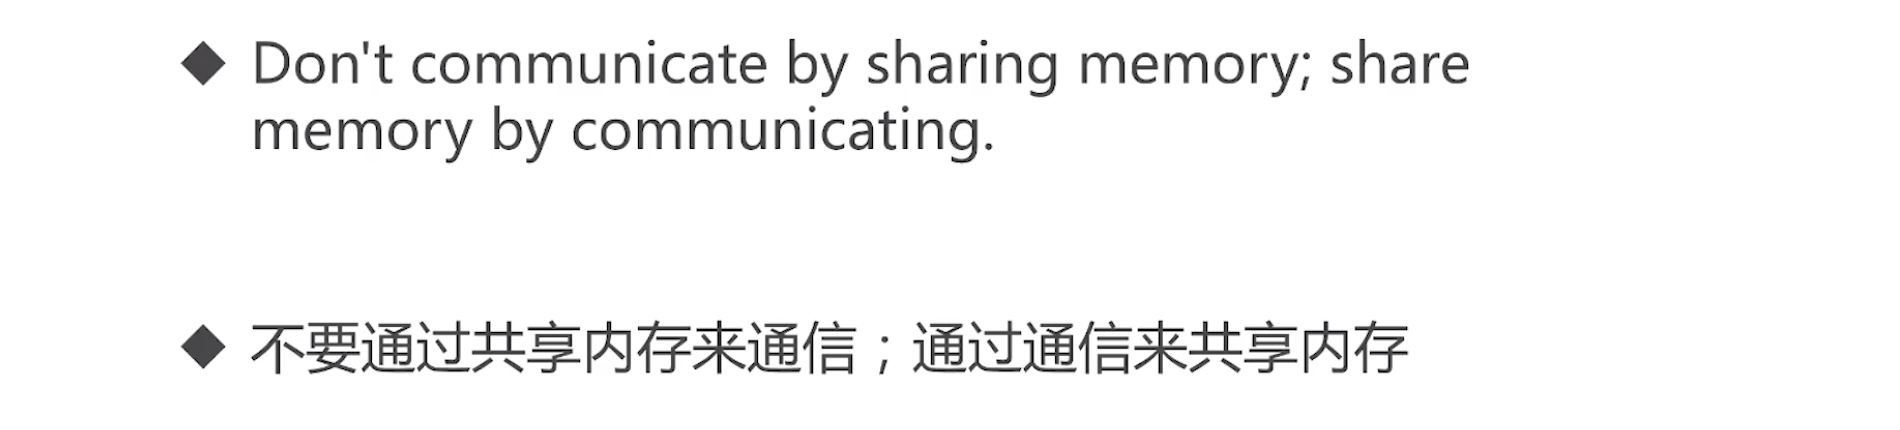 ◆ Don't communicate by sharing memory; share
memory by communicating.
◆ 不要通过共享内存来通信；通过通信来共享内存